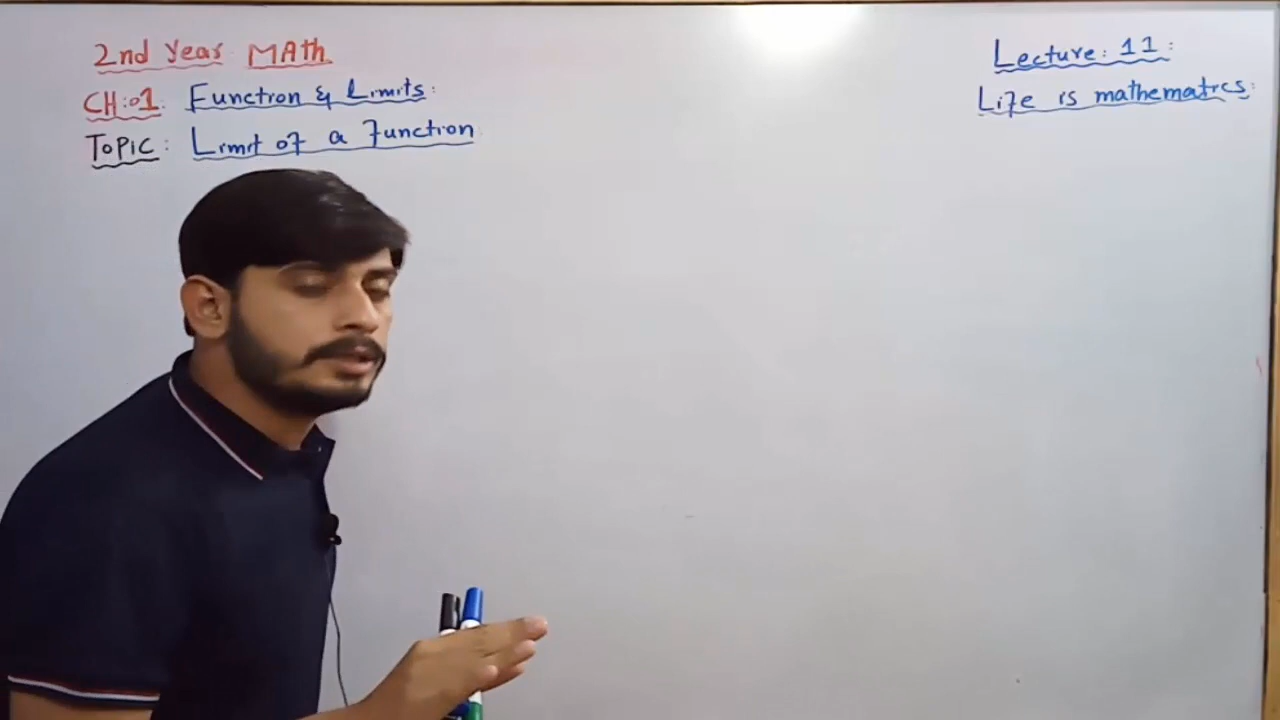 2nd Year MATh
CH:01: Function & Limits:
TOPIC: Limit of a Function
Lecture: 11:
Life is mathematics: